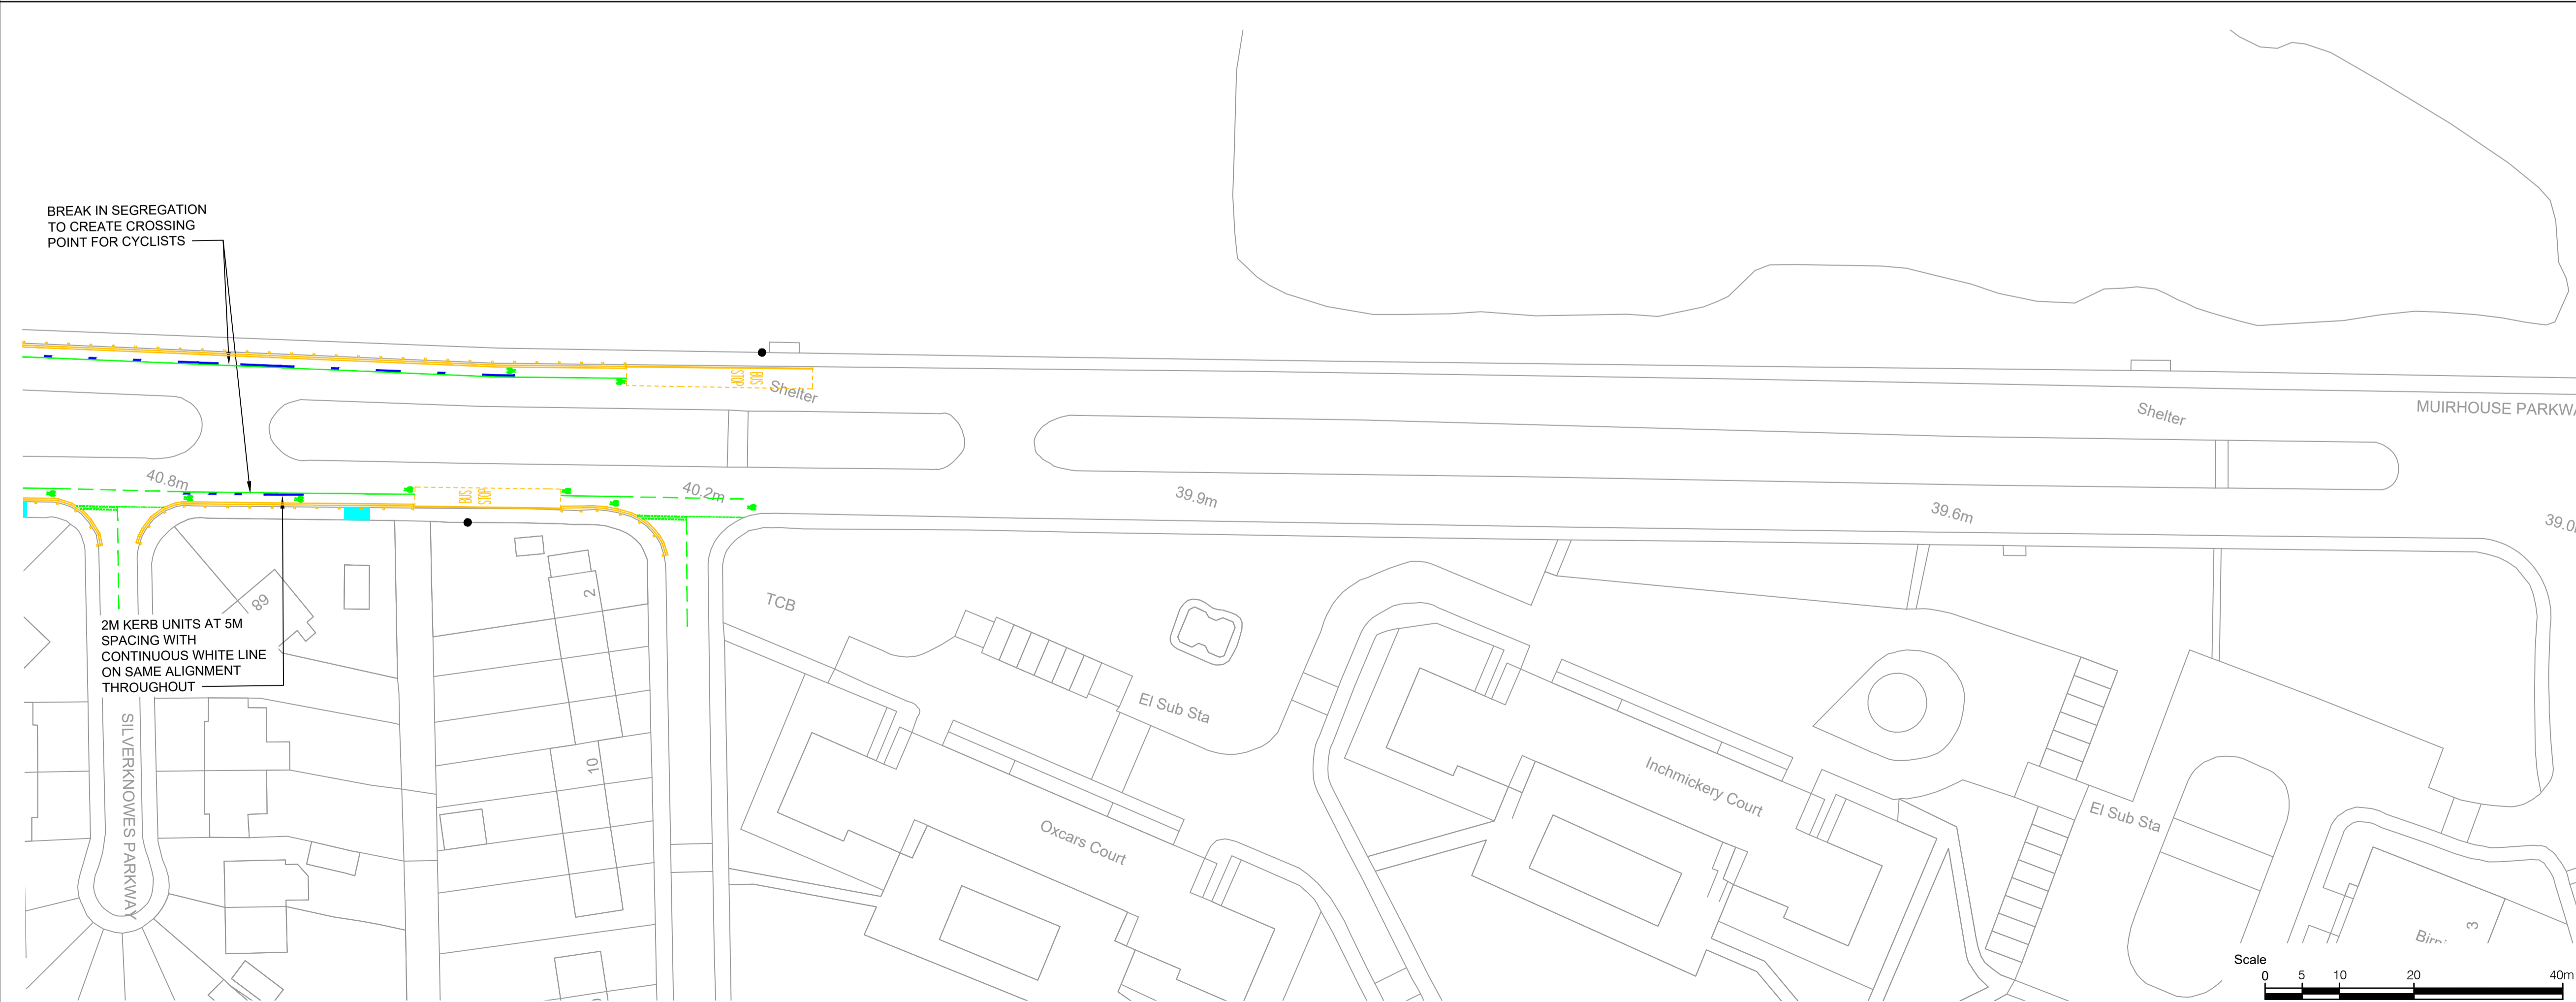 BREAK IN SEGREGATION
TO CREATE CROSSING
POINT FOR CYCLISTS
BUS
STOP
Shelter
Shelter
MUIRHOUSE PARKWA
40.8m
BUS
STOP
40.2m
39.9m
39.6m
39.0
89
2
TCB
2M KERB UNITS AT 5M
SPACING WITH
CONTINUOUS WHITE LINE
ON SAME ALIGNMENT
THROUGHOUT
SILVERKNOWES PARKWAY
10
El Sub Sta
Inchmickery Court
Oxcars Court
El Sub Sta
3
Scale
0 5 10 20 40m